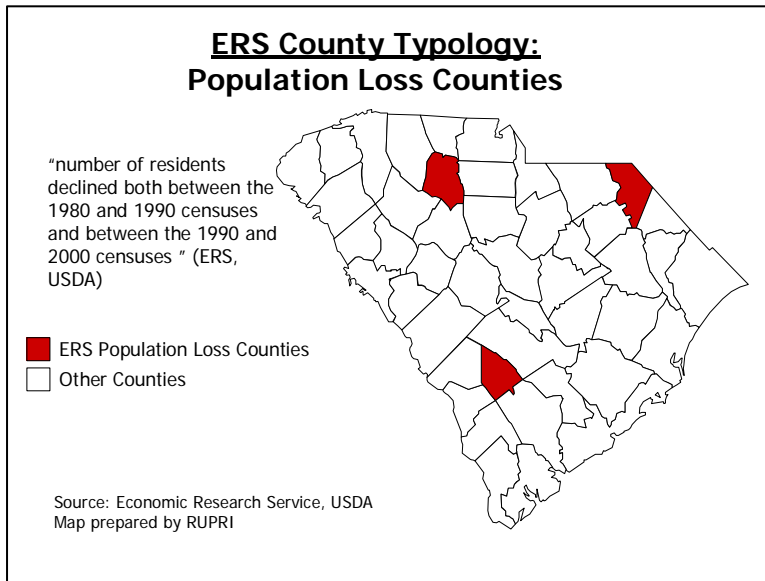 ERS County Typology:
Population Loss Counties
"number of residents
declined both between the
1980 and 1990 censuses
and between the 1990 and
2000 censuses " (ERS,
USDA)
ERS Population Loss Counties
Other Counties
Source: Economic Research Service, USDA
Map prepared by RUPRI